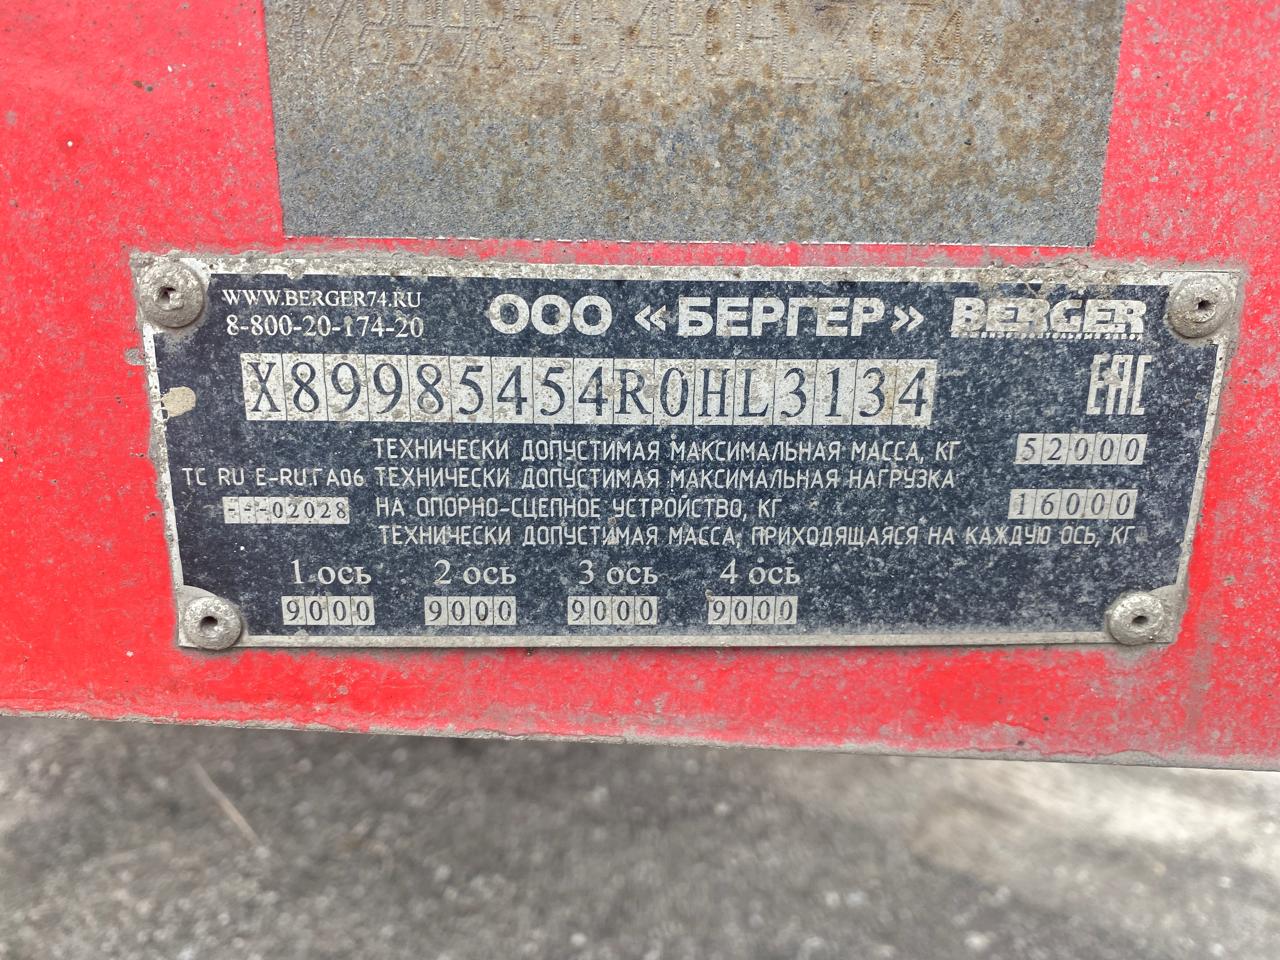 WWW.BERGER74.RU
8-800-20-174-20
ООО «БЕРГЕР»
BERGER
X89985454R0HL3134
EAC
ТЕХНИЧЕСКИ ДОПУСТИМАЯ МАКСИМАЛЬНАЯ МАССА, КГ 52000
ТС RU E-RU.ГА06. ---02028
ТЕХНИЧЕСКИ ДОПУСТИМАЯ МАКСИМАЛЬНАЯ НАГРУЗКА
НА ОПОРНО-СЦЕПНОЕ УСТРОЙСТВО, КГ 16000
ТЕХНИЧЕСКИ ДОПУСТИМАЯ МАССА, ПРИХОДЯЩАЯСЯ НА КАЖДУЮ ОСЬ, КГ
1 ось 2 ось 3 ось 4 ось
9000 9000 9000 9000